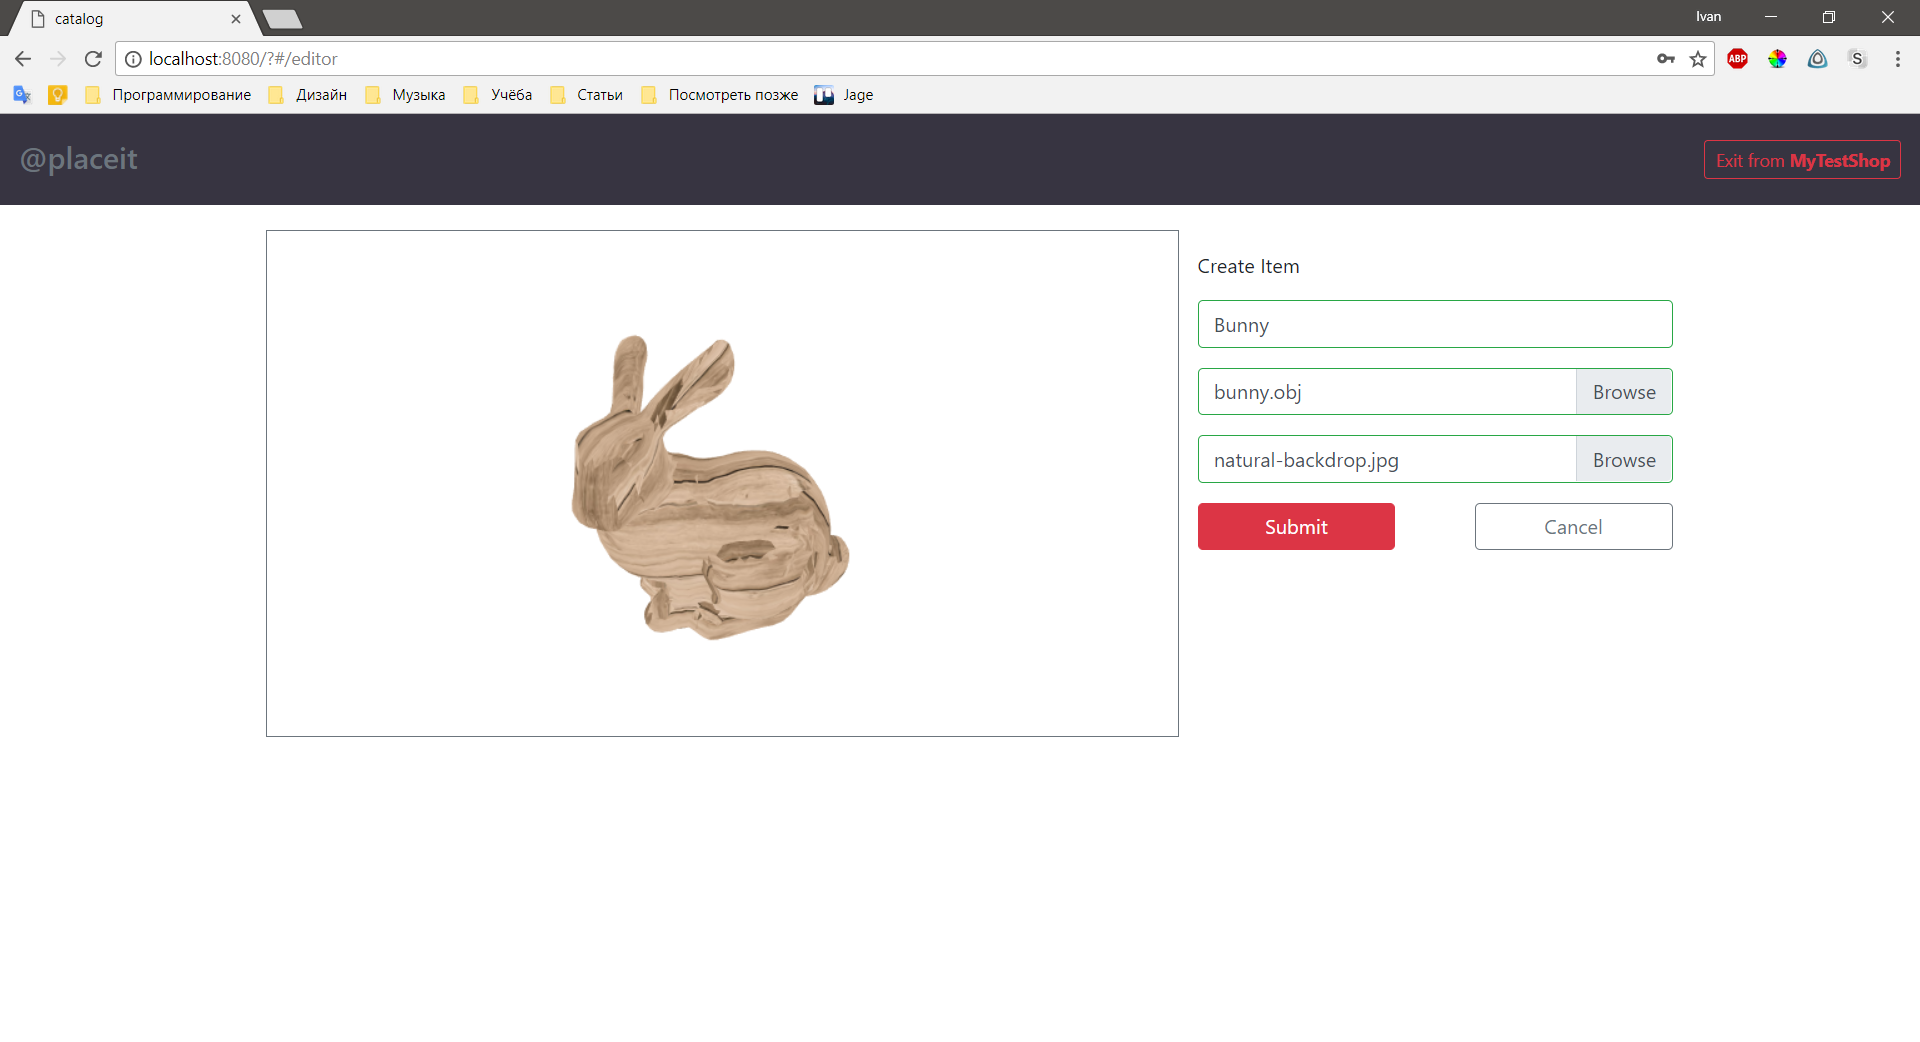 catalog
Ivan
localhost:8080/?#/editor
ABP
S
Программирование Дизайн Музыка Учёба Статьи Посмотреть позже Jage
@placeit
Exit from MyTestShop
Create Item
Bunny
bunny.obj Browse
natural-backdrop.jpg Browse
Submit Cancel